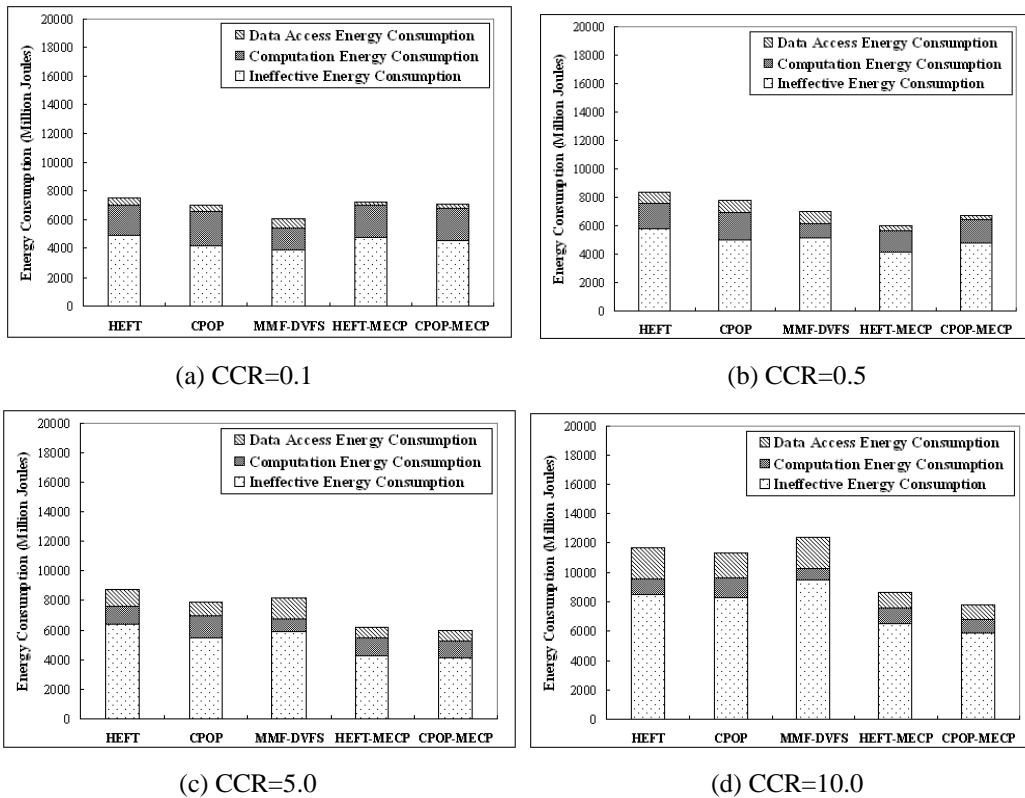 20000
18000
16000
14000
12000
10000
8000
6000
4000
2000
0
Energy Consumption (Million Joules)
Data Access Energy Consumption
Computation Energy Consumption
Ineffective Energy Consumption
HEFT CPOP MMF-DVFS HEFT-MECP CPOP-MECP
(a) CCR=0.1
20000
18000
16000
14000
12000
10000
8000
6000
4000
2000
0
Energy Consumption (Million Joules)
Data Access Energy Consumption
Computation Energy Consumption
Ineffective Energy Consumption
HEFT CPOP MMF-DVFS HEFT-MECP CPOP-MECP
(b) CCR=0.5
20000
18000
16000
14000
12000
10000
8000
6000
4000
2000
0
Energy Consumption (Million Joules)
Data Access Energy Consumption
Computation Energy Consumption
Ineffective Energy Consumption
HEFT CPOP MMF-DVFS HEFT-MECP CPOP-MECP
(c) CCR=5.0
20000
18000
16000
14000
12000
10000
8000
6000
4000
2000
0
Energy Consumption (Million Joules)
Data Access Energy Consumption
Computation Energy Consumption
Ineffective Energy Consumption
HEFT CPOP MMF-DVFS HEFT-MECP CPOP-MECP
(d) CCR=10.0